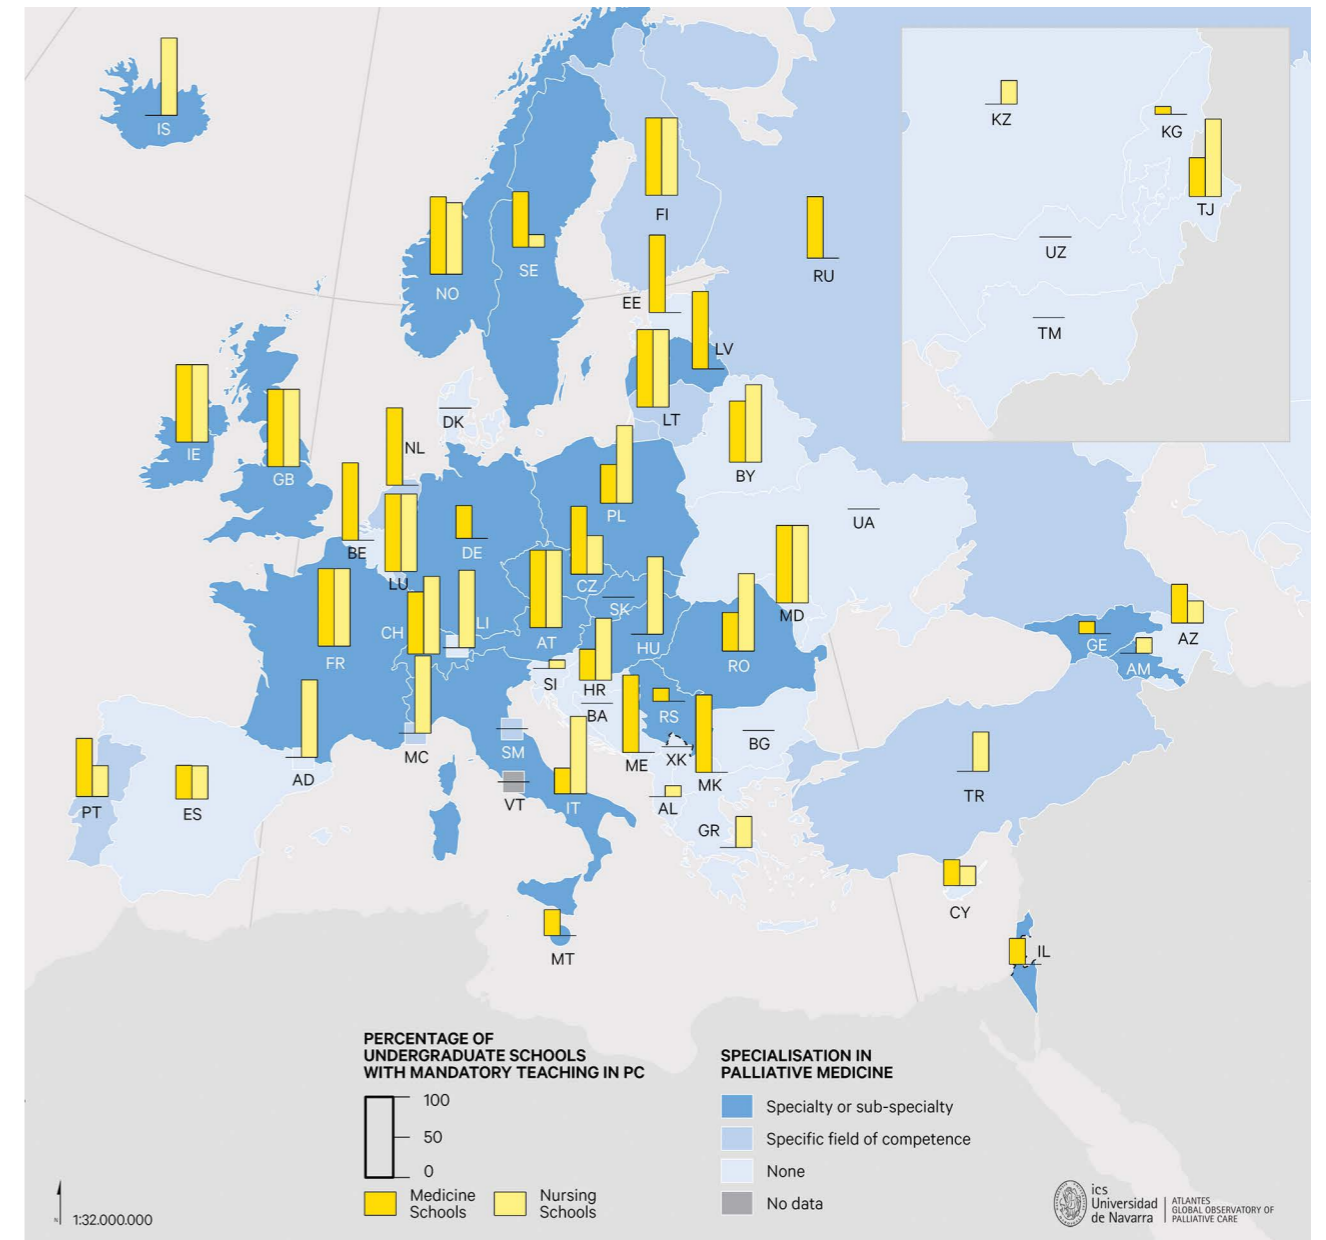 IS
KZ
KG
TJ
UZ
TM
FI
NO
SE
RU
EE
LV
LT
DK
NL
IE
GB
BY
PL
UA
BE
DE
LU
CZ
SK
MD
CH
LI
AT
HU
FR
RO
GE
AZ
AM
SI
HR
BA
RS
MC
SM
ME
XK
BG
MK
AD
VT
IT
AL
TR
PT
ES
GR
CY
MT
IL
PERCENTAGE OF
UNDERGRADUATE SCHOOLS
WITH MANDATORY TEACHING IN PC
100
50
0
Medicine
Schools
Nursing
Schools
SPECIALISATION IN
PALLIATIVE MEDICINE
Specialty or sub-specialty
Specific field of competence
None
No data
N
1:32.000.000
ics
Universidad
de Navarra
ATLANTES
GLOBAL OBSERVATORY OF
PALLIATIVE CARE